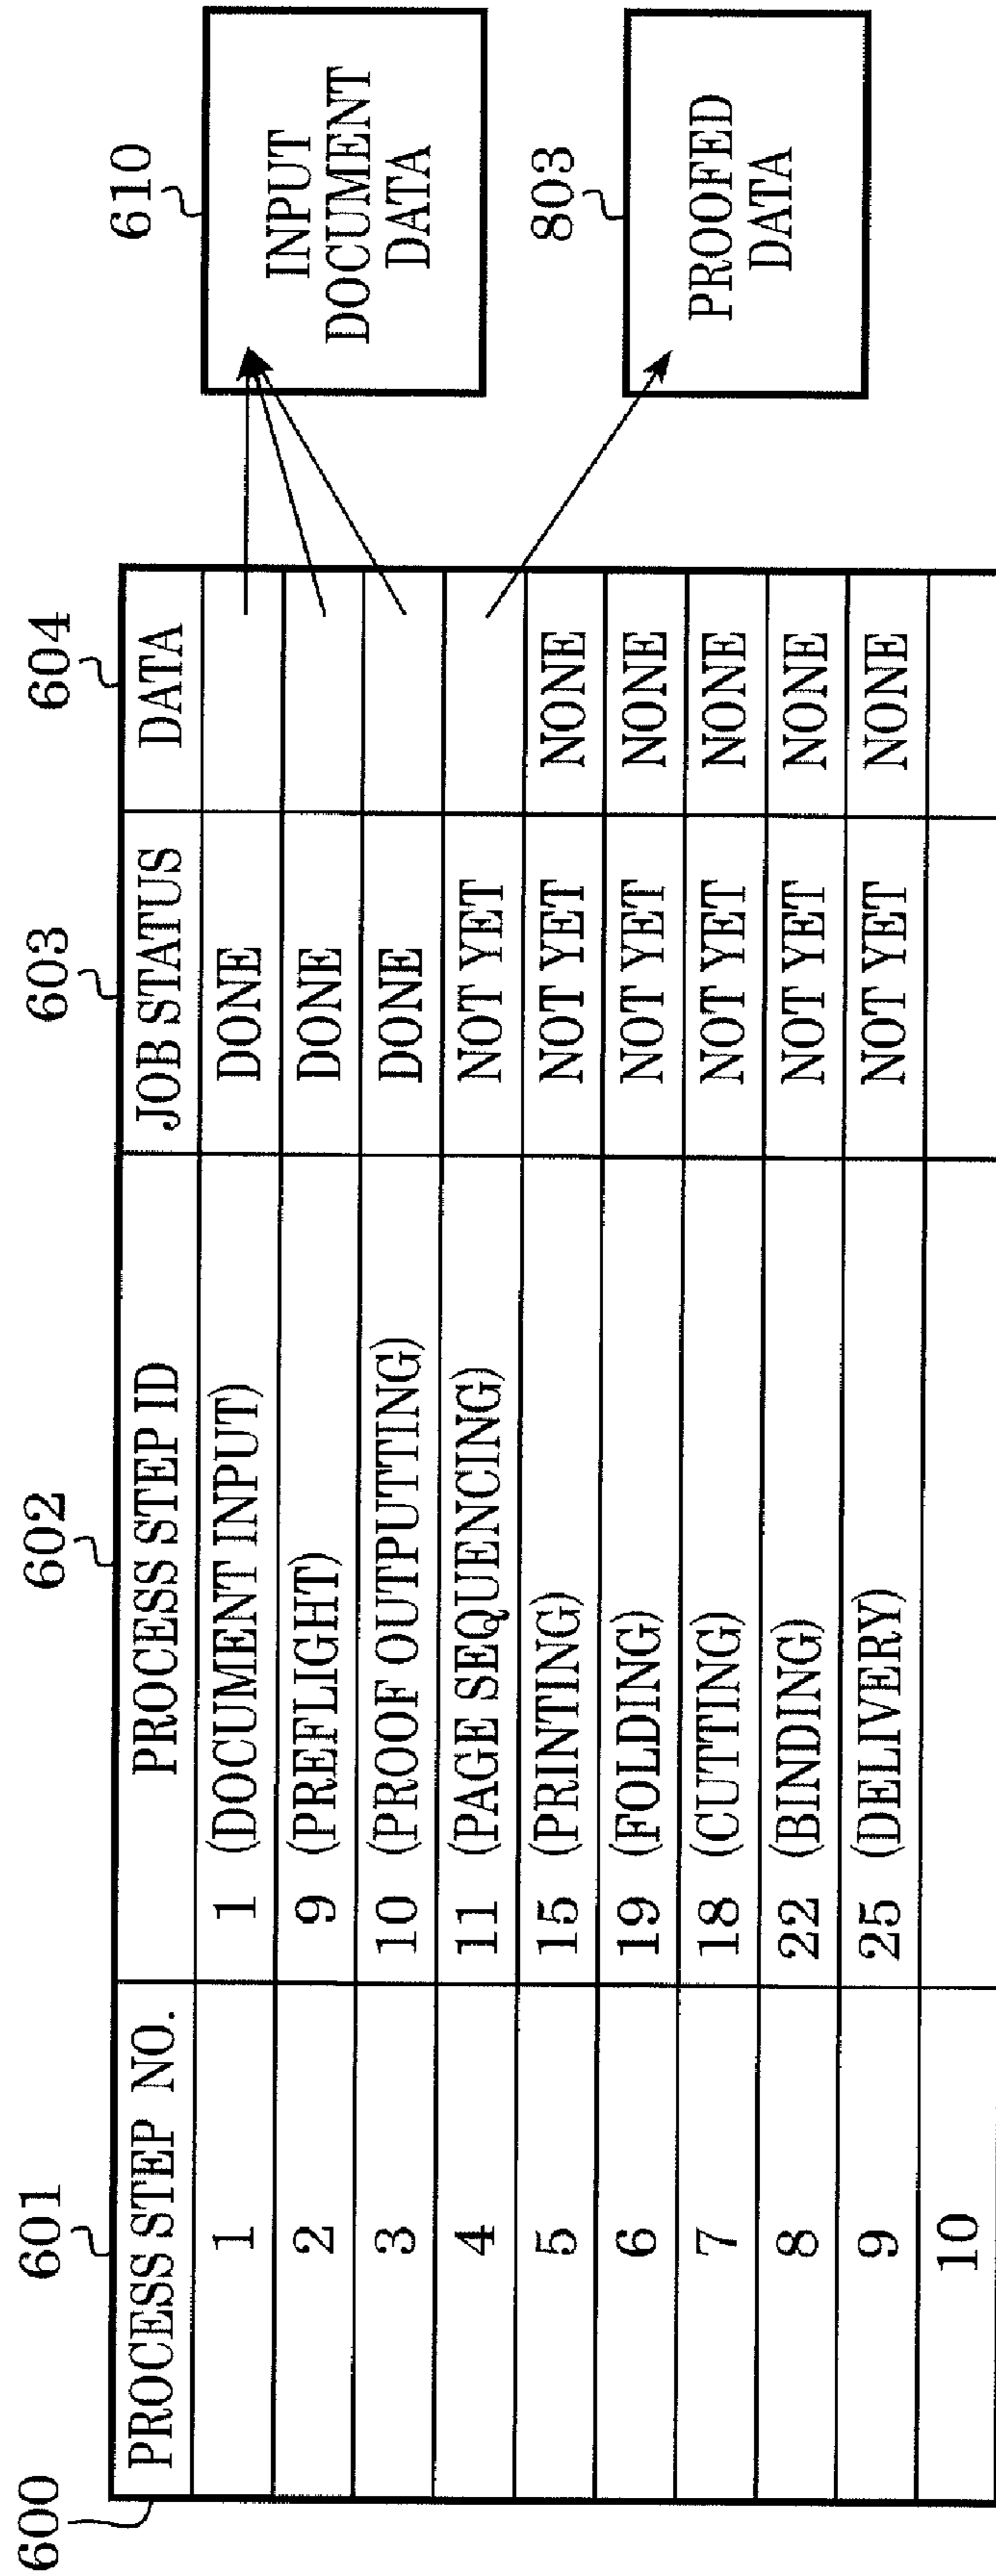 600
601
602
603
604
PROCESS STEP NO. PROCESS STEP ID JOB STATUS DATA
1 1 (DOCUMENT INPUT) DONE
2 9 (PREFLIGHT) DONE
3 10 (PROOF OUTPUTTING) DONE
4 11 (PAGE SEQUENCING) NOT YET
5 15 (PRINTING) NOT YET NONE
6 19 (FOLDING) NOT YET NONE
7 18 (CUTTING) NOT YET NONE
8 22 (BINDING) NOT YET NONE
9 25 (DELIVERY) NOT YET NONE
10
610
INPUT
DOCUMENT
DATA
803
PROOFED
DATA